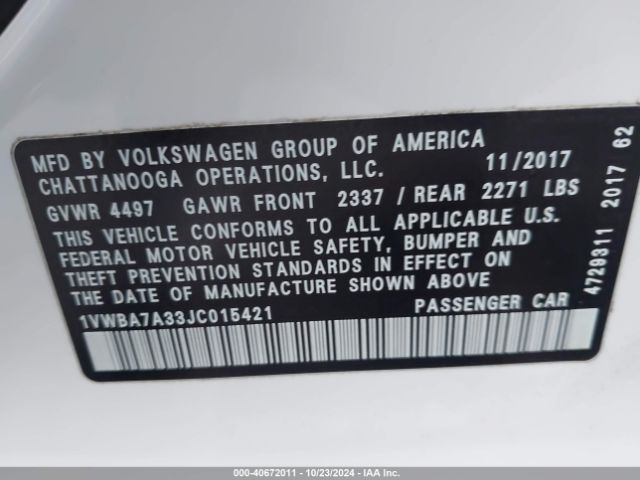 MFD BY VOLKSWAGEN GROUP OF AMERICA
CHATTANOOGA OPERATIONS, LLC. 11/2017
GVWR 4497 GAWR FRONT 2337 / REAR 2271 LBS
THIS VEHICLE CONFORMS TO ALL APPLICABLE U.S.
FEDERAL MOTOR VEHICLE SAFETY, BUMPER AND
THEFT PREVENTION STANDARDS IN EFFECT ON
THE DATE OF MANUFACTURE SHOWN ABOVE
1VWBA7A33JC015421 PASSENGER CAR
4729311 2017 62
000-40672011 - 10/23/2024 - IAA Inc.